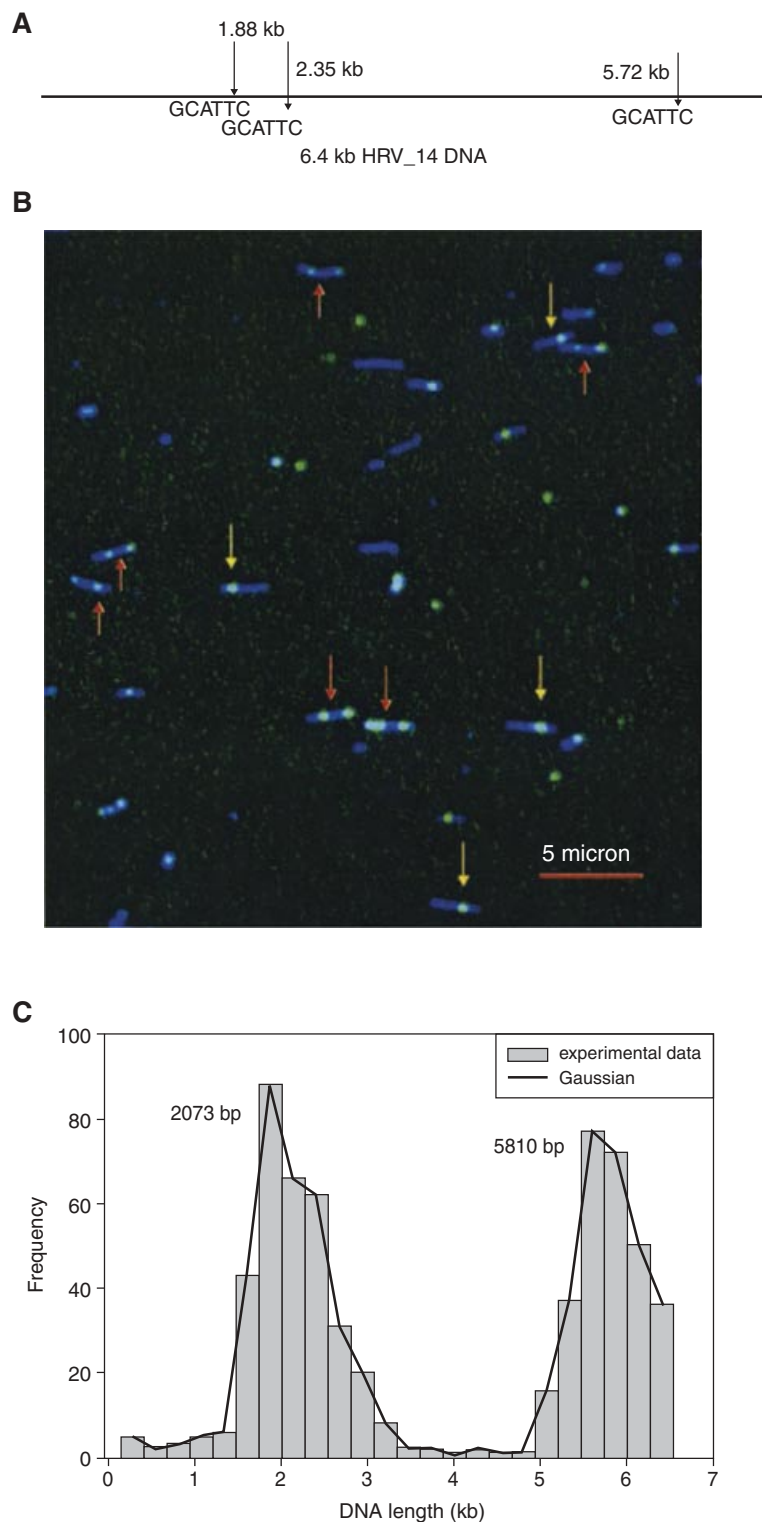 A
1.88 kb
2.35 kb
5.72 kb
GCATTC
GCATTC
GCATTC
6.4 kb HRV_14 DNA
B
5 micron
C
100
80
60
40
20
0
Frequency
experimental data
Gaussian
2073 bp
5810 bp
0 1 2 3 4 5 6 7
DNA length (kb)